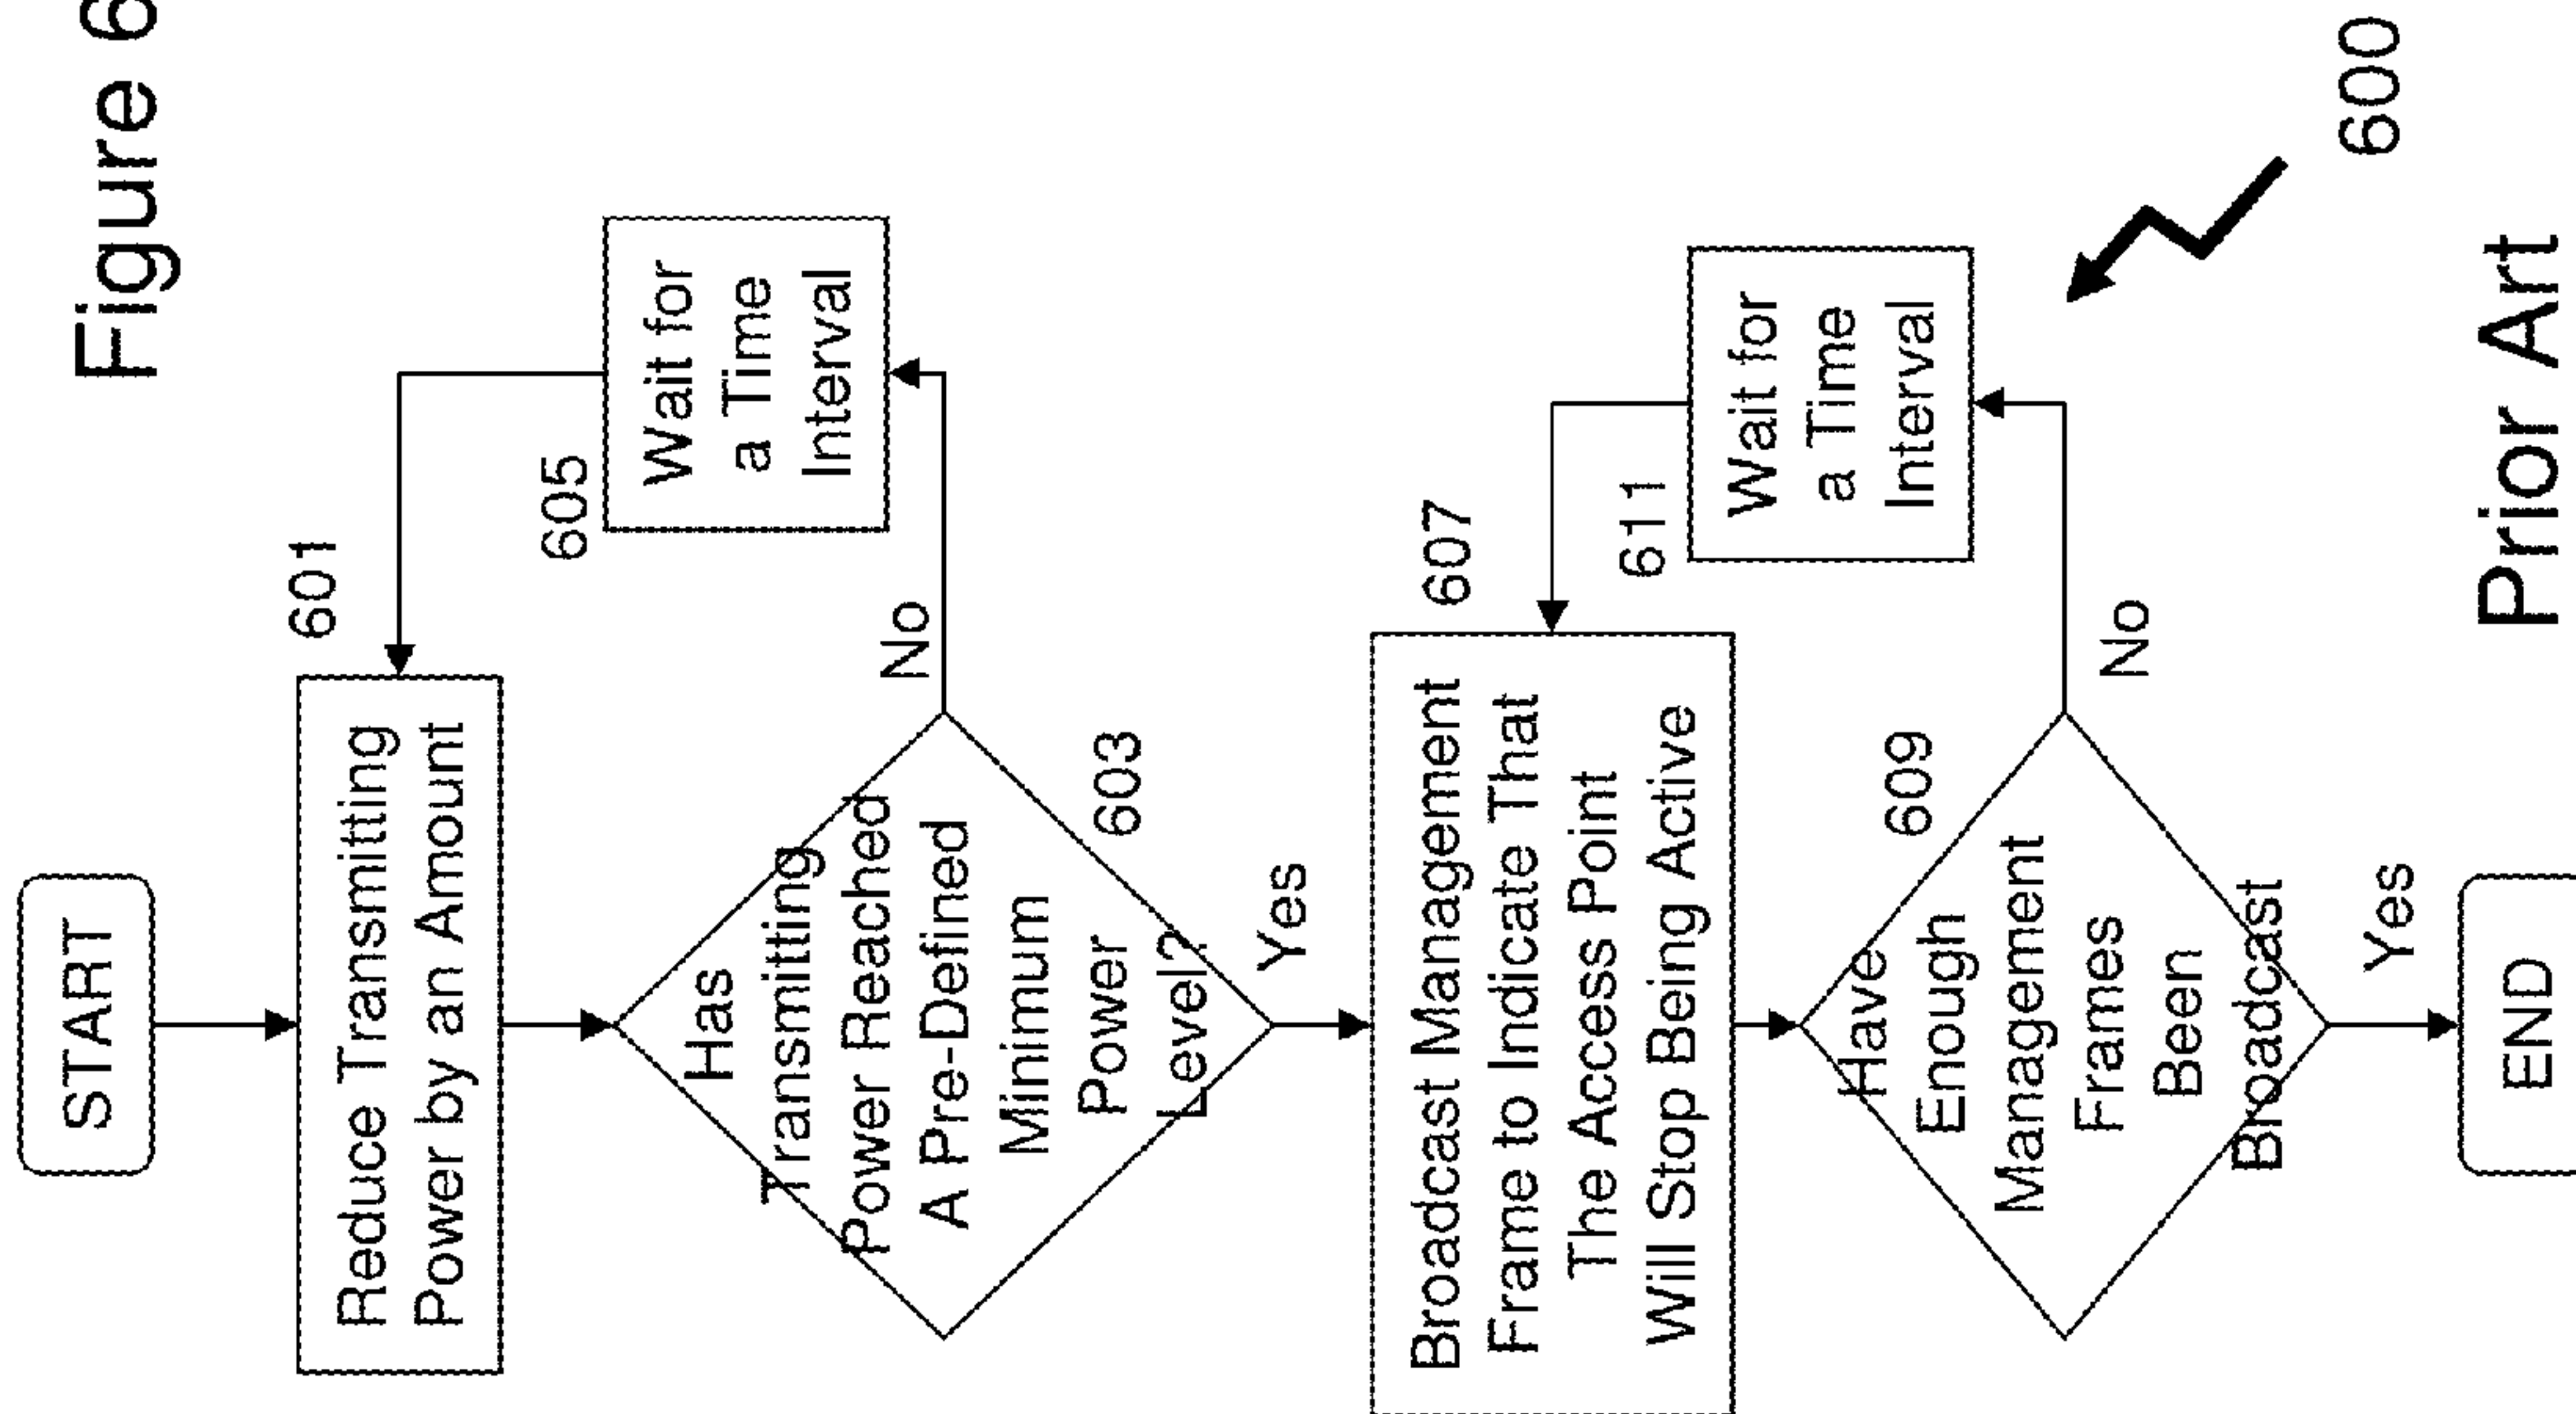 Figure 6
START
601
Reduce Transmitting
Power by an Amount
605
Wait for
a Time
Interval
Has
Transmitting
Power Reached
A Pre-Defined
Minimum
Power
Level?
No
603
Yes
607
Broadcast Management
Frame to Indicate That
The Access Point
Will Stop Being Active
611
Wait for
a Time
Interval
609
Have
Enough
Management
Frames
Been
Broadcast
No
Yes
END
600
Prior Art